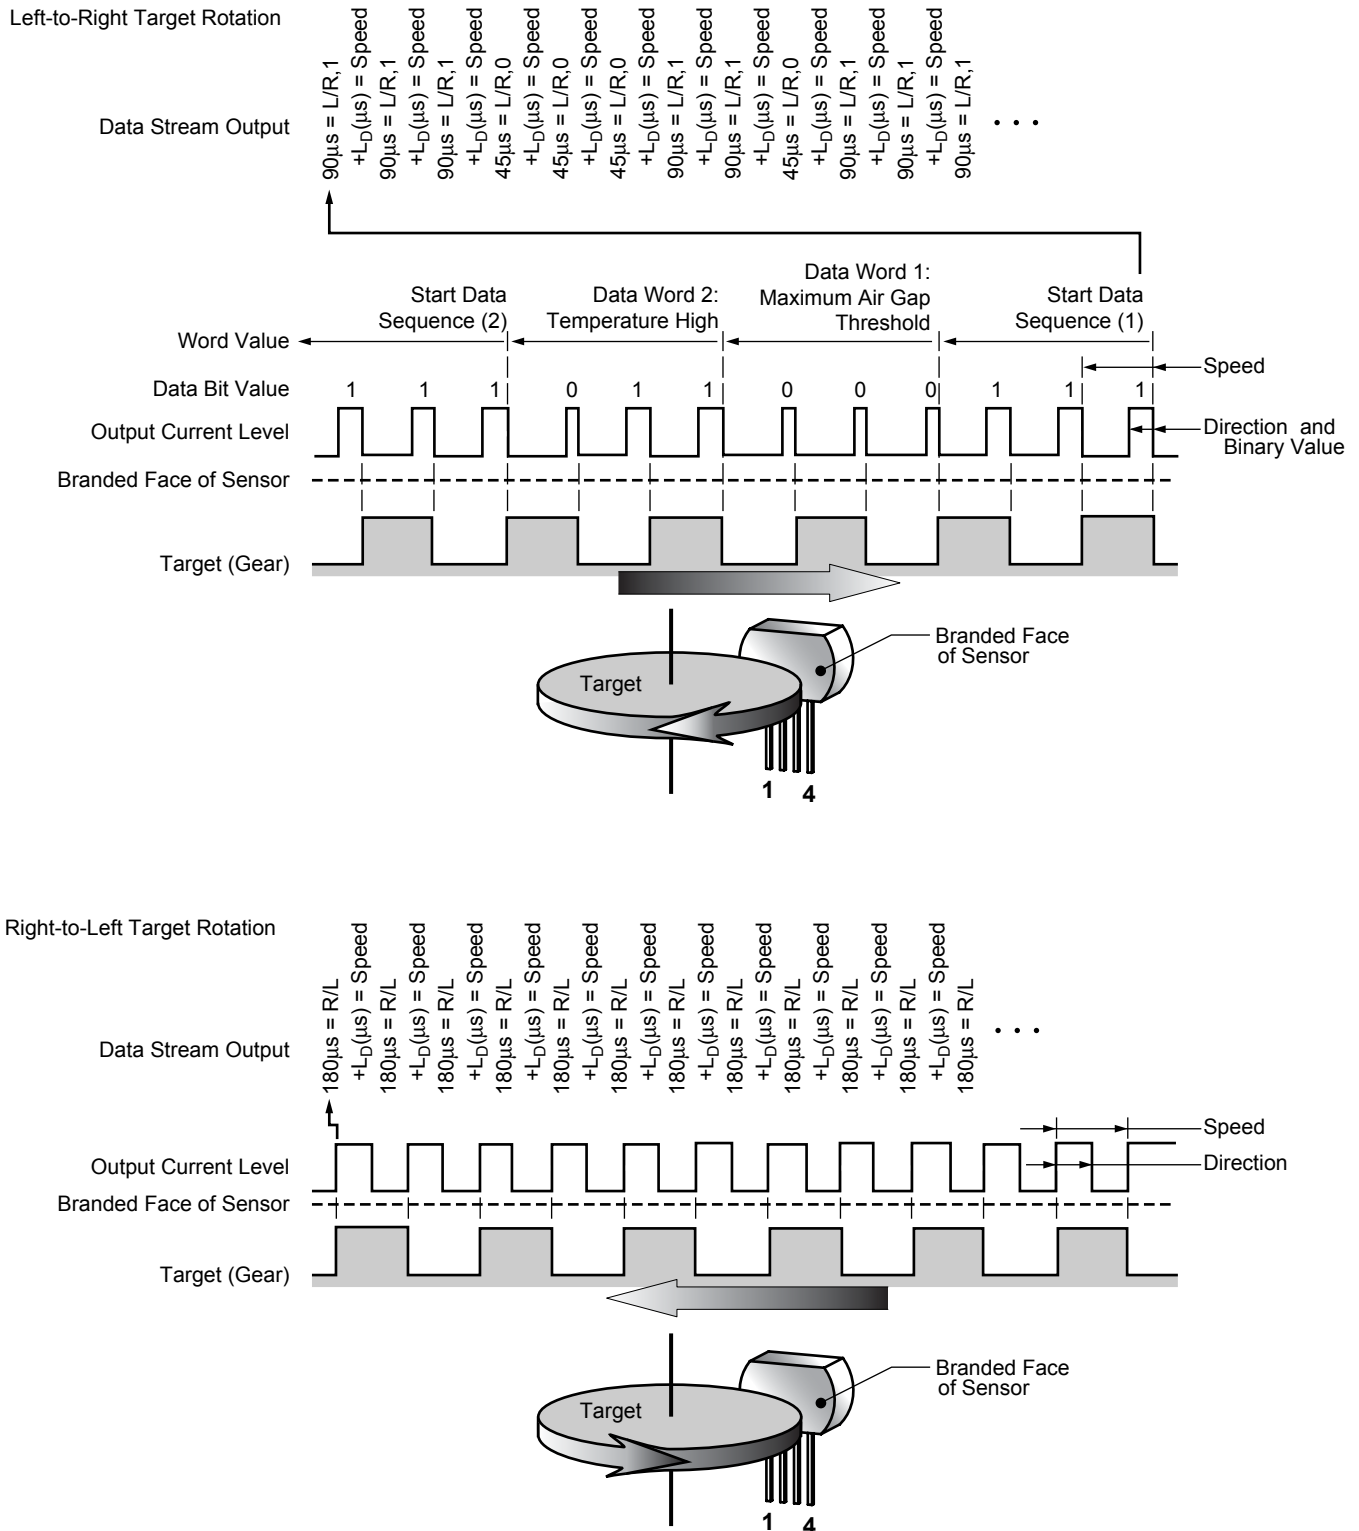 Left-to-Right Target Rotation
Data Stream Output
90µs = L/R,1
+LD(µs) = Speed
90µs = L/R,1
+LD(µs) = Speed
90µs = L/R,1
+LD(µs) = Speed
45µs = L/R,0
+LD(µs) = Speed
45µs = L/R,0
+LD(µs) = Speed
45µs = L/R,0
+LD(µs) = Speed
90µs = L/R,1
+LD(µs) = Speed
90µs = L/R,1
+LD(µs) = Speed
45µs = L/R,0
+LD(µs) = Speed
90µs = L/R,1
+LD(µs) = Speed
90µs = L/R,1
+LD(µs) = Speed
90µs = L/R,1
• • •
Start Data
Sequence (2)
Data Word 2:
Temperature High
Data Word 1:
Maximum Air Gap
Threshold
Start Data
Sequence (1)
Word Value
Speed
Data Bit Value 1 1 1 0 1 1 0 0 0 1 1 1
Output Current Level
Direction and
Binary Value
Branded Face of Sensor
Target (Gear)
Branded Face
of Sensor
Target
1 4
Right-to-Left Target Rotation
Data Stream Output
180µs = R/L
+LD(µs) = Speed
180µs = R/L
+LD(µs) = Speed
180µs = R/L
+LD(µs) = Speed
180µs = R/L
+LD(µs) = Speed
180µs = R/L
+LD(µs) = Speed
180µs = R/L
+LD(µs) = Speed
180µs = R/L
+LD(µs) = Speed
180µs = R/L
+LD(µs) = Speed
180µs = R/L
+LD(µs) = Speed
180µs = R/L
+LD(µs) = Speed
180µs = R/L
+LD(µs) = Speed
180µs = R/L
• • •
Speed
Output Current Level
Direction
Branded Face of Sensor
Target (Gear)
Branded Face
of Sensor
Target
1 4